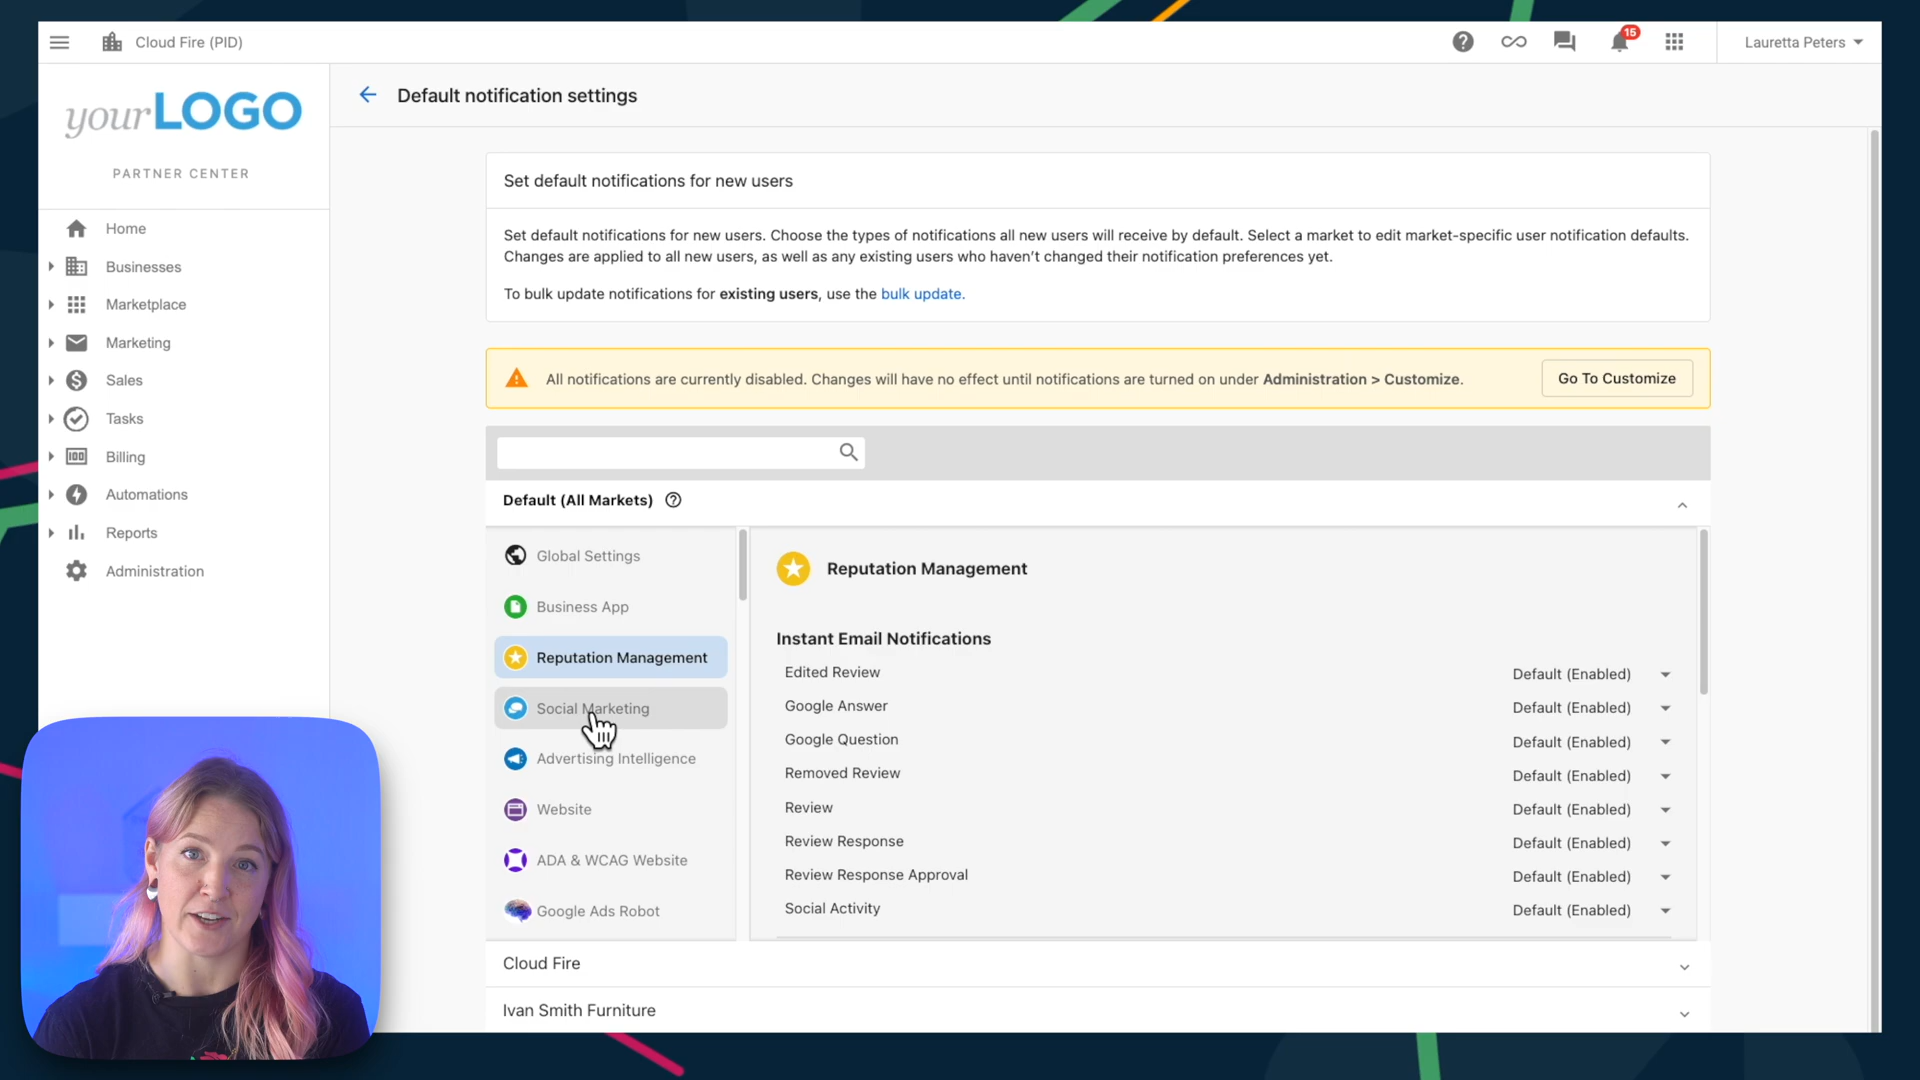 Cloud Fire (PID)
15
Lauretta Peters
yourLOGO
PARTNER CENTER
Home
Businesses
Marketplace
Marketing
Sales
Tasks
Billing
Automations
Reports
Administration
Default notification settings
Set default notifications for new users
Set default notifications for new users. Choose the types of notifications all new users will receive by default. Select a market to edit market-specific user notification defaults.
Changes are applied to all new users, as well as any existing users who haven't changed their notification preferences yet.
To bulk update notifications for existing users, use the bulk update.
All notifications are currently disabled. Changes will have no effect until notifications are turned on under Administration > Customize.
Go To Customize
Default (All Markets)
Global Settings
Business App
Reputation Management
Social Marketing
Advertising Intelligence
Website
ADA & WCAG Website
Google Ads Robot
Reputation Management
Instant Email Notifications
Edited Review Default (Enabled)
Google Answer Default (Enabled)
Google Question Default (Enabled)
Removed Review Default (Enabled)
Review Default (Enabled)
Review Response Default (Enabled)
Review Response Approval Default (Enabled)
Social Activity Default (Enabled)
Cloud Fire
Ivan Smith Furniture